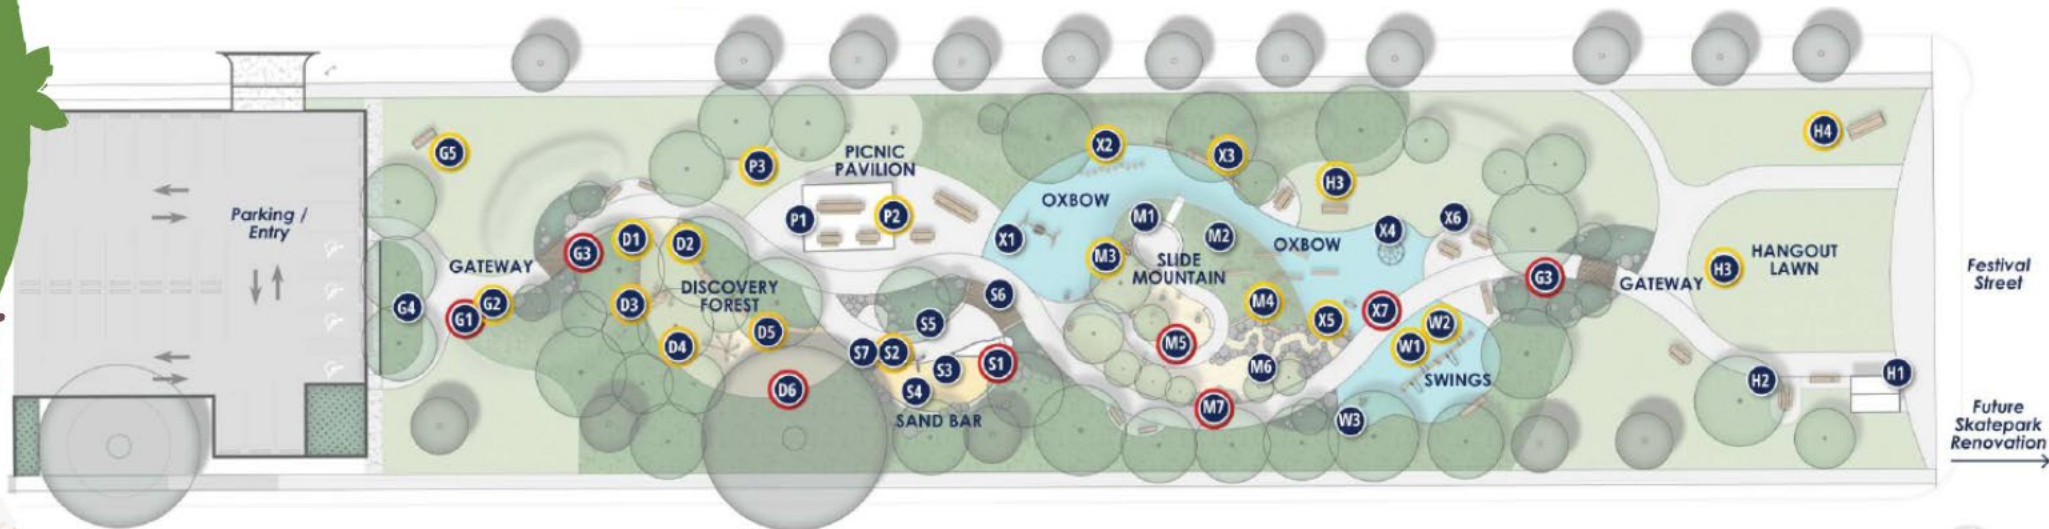 Parking /
Entry
G5
G4
GATEWAY
G1
G2
G3
D1
D2
D3
D4
D5
D6
DISCOVERY
FOREST
P3
PICNIC
PAVILION
P1
P2
S7
S2
S5
S6
S3
S4
S1
SAND BAR
X1
OXBOW
X2
X3
M1
M2
M3
SLIDE
MOUNTAIN
M4
M5
M6
M7
OXBOW
H3
X4
X6
X5
X7
W1
W2
SWINGS
W3
G3
GATEWAY
H3
HANGOUT
LAWN
H4
H2
H1
Festival
Street
Future
Skatepark
Renovation